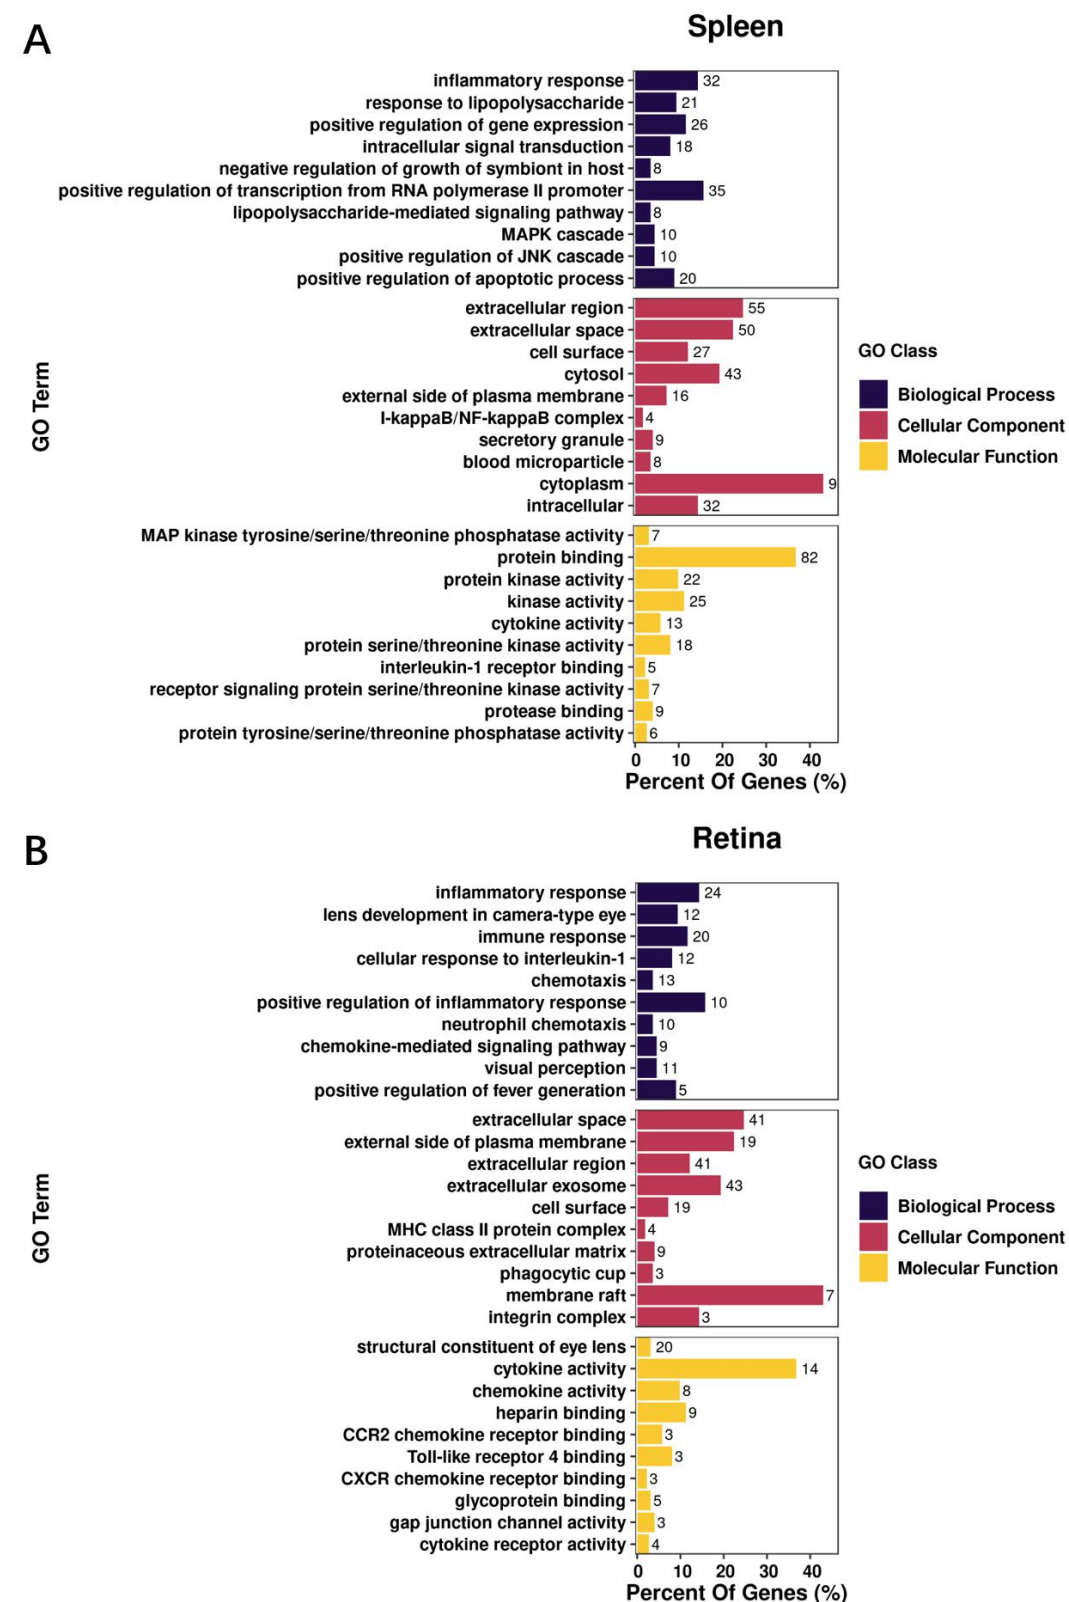 A
Spleen
inflammatory response 32
response to lipopolysaccharide 21
positive regulation of gene expression 26
intracellular signal transduction 18
negative regulation of growth of symbiont in host 8
positive regulation of transcription from RNA polymerase II promoter 35
lipopolysaccharide-mediated signaling pathway 8
MAPK cascade 10
positive regulation of JNK cascade 10
positive regulation of apoptotic process 20
extracellular region 55
extracellular space 50
cell surface 27
cytosol 43
external side of plasma membrane 16
I-kappaB/NF-kappaB complex 4
secretory granule 9
blood microparticle 8
cytoplasm 9
intracellular 32
MAP kinase tyrosine/serine/threonine phosphatase activity 7
protein binding 82
protein kinase activity 22
kinase activity 25
cytokine activity 13
protein serine/threonine kinase activity 18
interleukin-1 receptor binding 5
receptor signaling protein serine/threonine kinase activity 7
protease binding 9
protein tyrosine/serine/threonine phosphatase activity 6
GO Term
0 10 20 30 40
Percent Of Genes (%)
GO Class
Biological Process
Cellular Component
Molecular Function
B
Retina
inflammatory response 24
lens development in camera-type eye 12
immune response 20
cellular response to interleukin-1 12
chemotaxis 13
positive regulation of inflammatory response 10
neutrophil chemotaxis 10
chemokine-mediated signaling pathway 9
visual perception 11
positive regulation of fever generation 5
extracellular space 41
external side of plasma membrane 19
extracellular region 41
extracellular exosome 43
cell surface 19
MHC class II protein complex 4
proteinaceous extracellular matrix 9
phagocytic cup 3
membrane raft 7
integrin complex 3
structural constituent of eye lens 20
cytokine activity 14
chemokine activity 8
heparin binding 9
CCR2 chemokine receptor binding 3
Toll-like receptor 4 binding 3
CXCR chemokine receptor binding 3
glycoprotein binding 5
gap junction channel activity 3
cytokine receptor activity 4
GO Term
0 10 20 30 40
Percent Of Genes (%)
GO Class
Biological Process
Cellular Component
Molecular Function